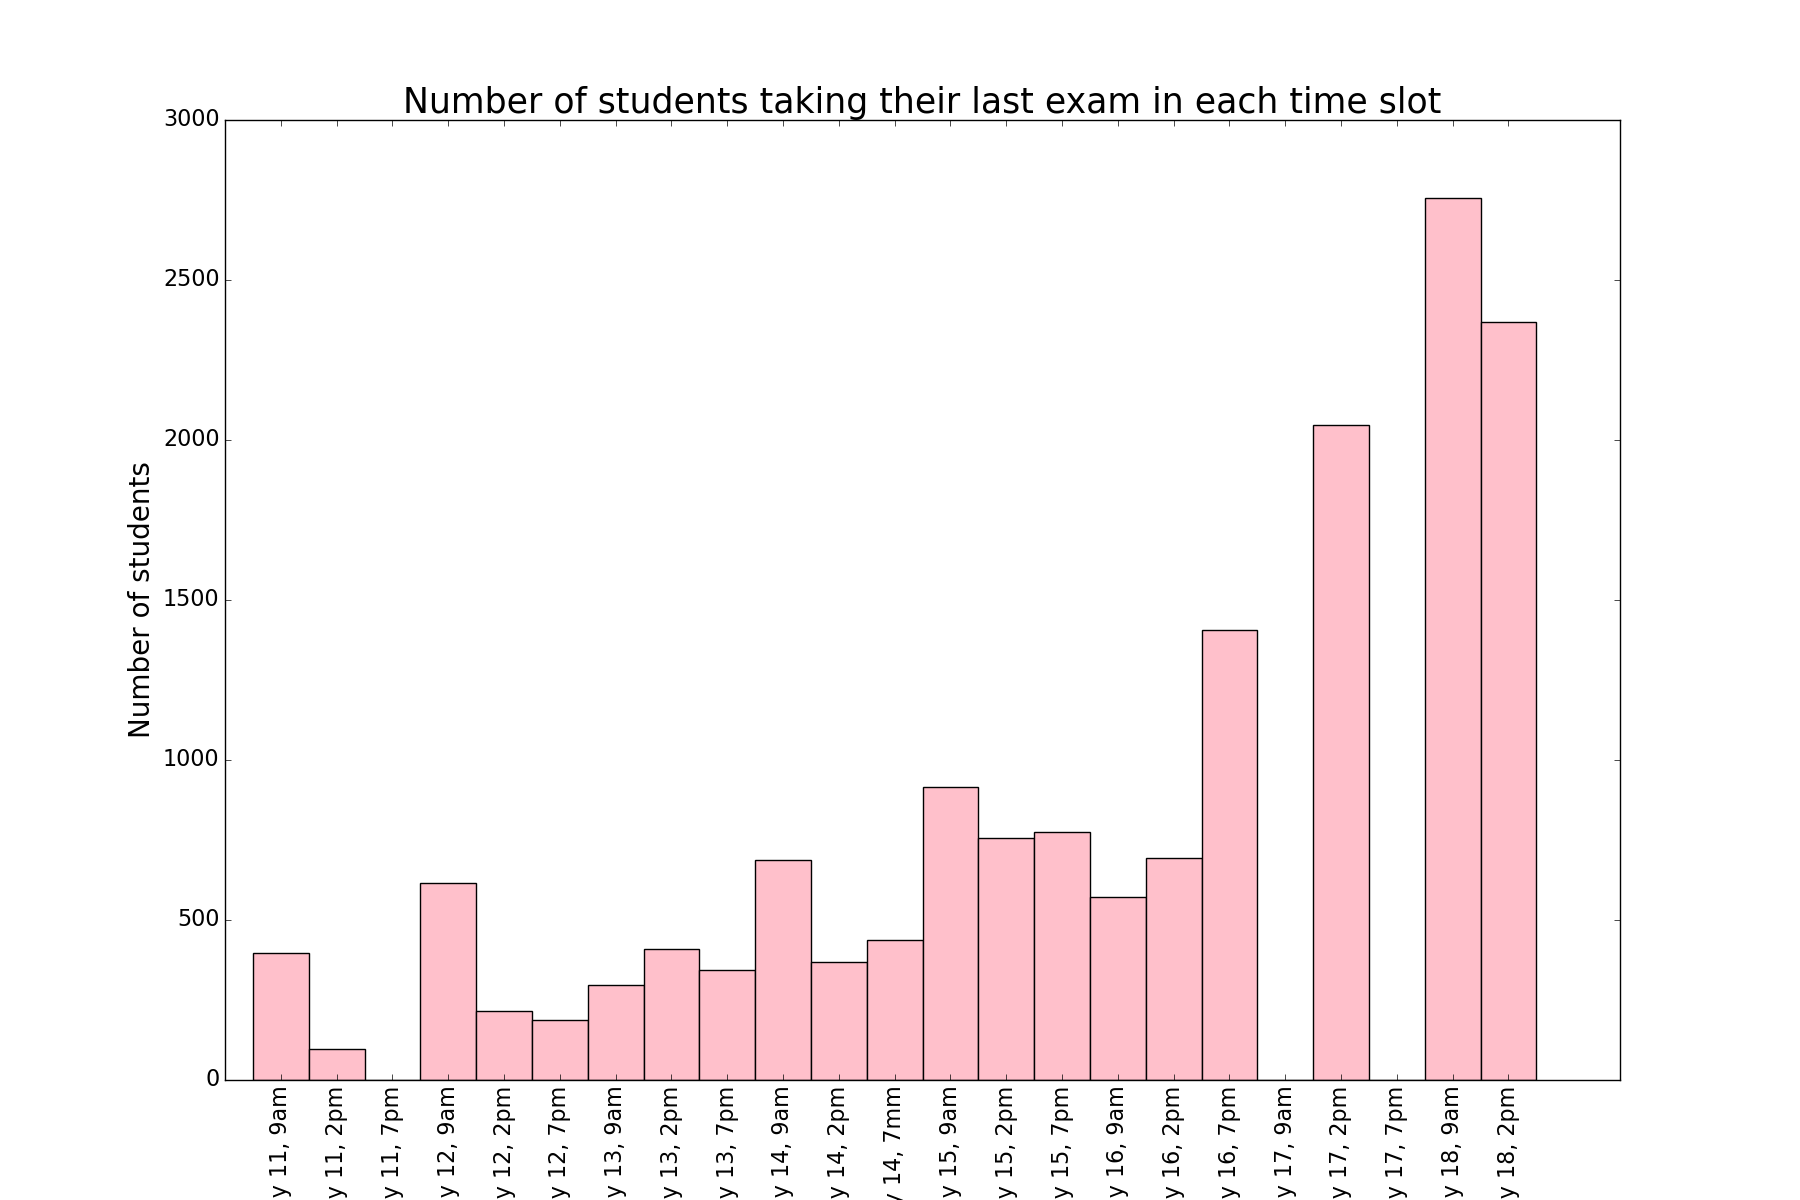 Number of students taking their last exam in each time slot
Number of students
3000
2500
2000
1500
1000
500
0
y 11, 9am
y 11, 2pm
y 11, 7pm
y 12, 9am
y 12, 2pm
y 12, 7pm
y 13, 9am
y 13, 2pm
y 13, 7pm
y 14, 9am
y 14, 2pm
y 14, 7mm
y 15, 9am
y 15, 2pm
y 15, 7pm
y 16, 9am
y 16, 2pm
y 16, 7pm
y 17, 9am
y 17, 2pm
y 17, 7pm
y 18, 9am
y 18, 2pm